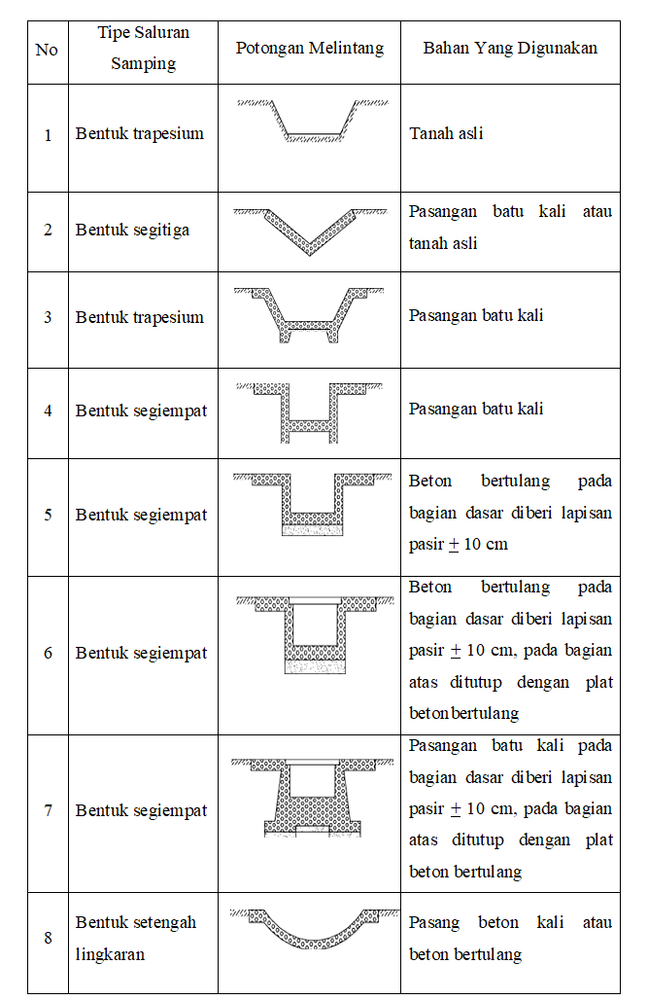 No
Tipe Saluran
Samping
Potongan Melintang
Bahan Yang Digunakan
1
Bentuk trapesium
Tanah asli
2
Bentuk segitiga
Pasangan batu kali atau
tanah asli
3
Bentuk trapesium
Pasangan batu kali
4
Bentuk segiempat
Pasangan batu kali
5
Bentuk segiempat
Beton bertulang pada
bagian dasar diberi lapisan
pasir ± 10 cm
6
Bentuk segiempat
Beton bertulang pada
bagian dasar diberi lapisan
pasir ± 10 cm, pada bagian
atas ditutup dengan plat
beton bertulang
7
Bentuk segiempat
Pasangan batu kali pada
bagian dasar diberi lapisan
pasir ± 10 cm, pada bagian
atas ditutup dengan plat
beton bertulang
8
Bentuk setengah
lingkaran
Pasang beton kali atau
beton bertulang